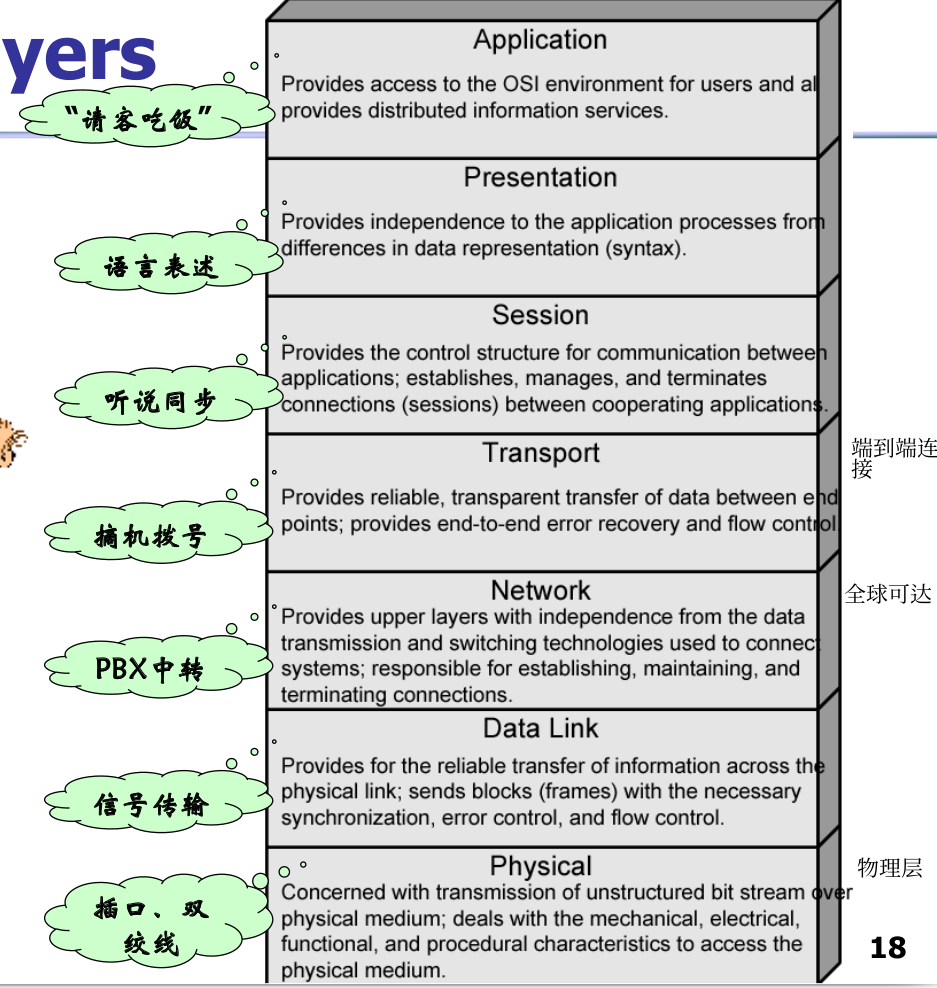 yers
Application
Provides access to the OSI environment for users and al
provides distributed information services.
“请客吃饭”
Presentation
Provides independence to the application processes from
differences in data representation (syntax).
语言表述
Session
Provides the control structure for communication between
applications; establishes, manages, and terminates
connections (sessions) between cooperating applications.
听说同步
Transport
端到端连
接
Provides reliable, transparent transfer of data between end
points; provides end-to-end error recovery and flow control
搞机拨号
Network
全球可达
Provides upper layers with independence from the data
transmission and switching technologies used to connect
systems; responsible for establishing, maintaining, and
terminating connections.
PBX中转
Data Link
Provides for the reliable transfer of information across the
physical link; sends blocks (frames) with the necessary
synchronization, error control, and flow control.
信号传输
Physical
物理层
Concerned with transmission of unstructured bit stream over
physical medium; deals with the mechanical, electrical,
functional, and procedural characteristics to access the
physical medium.
插口、双
绞线
18